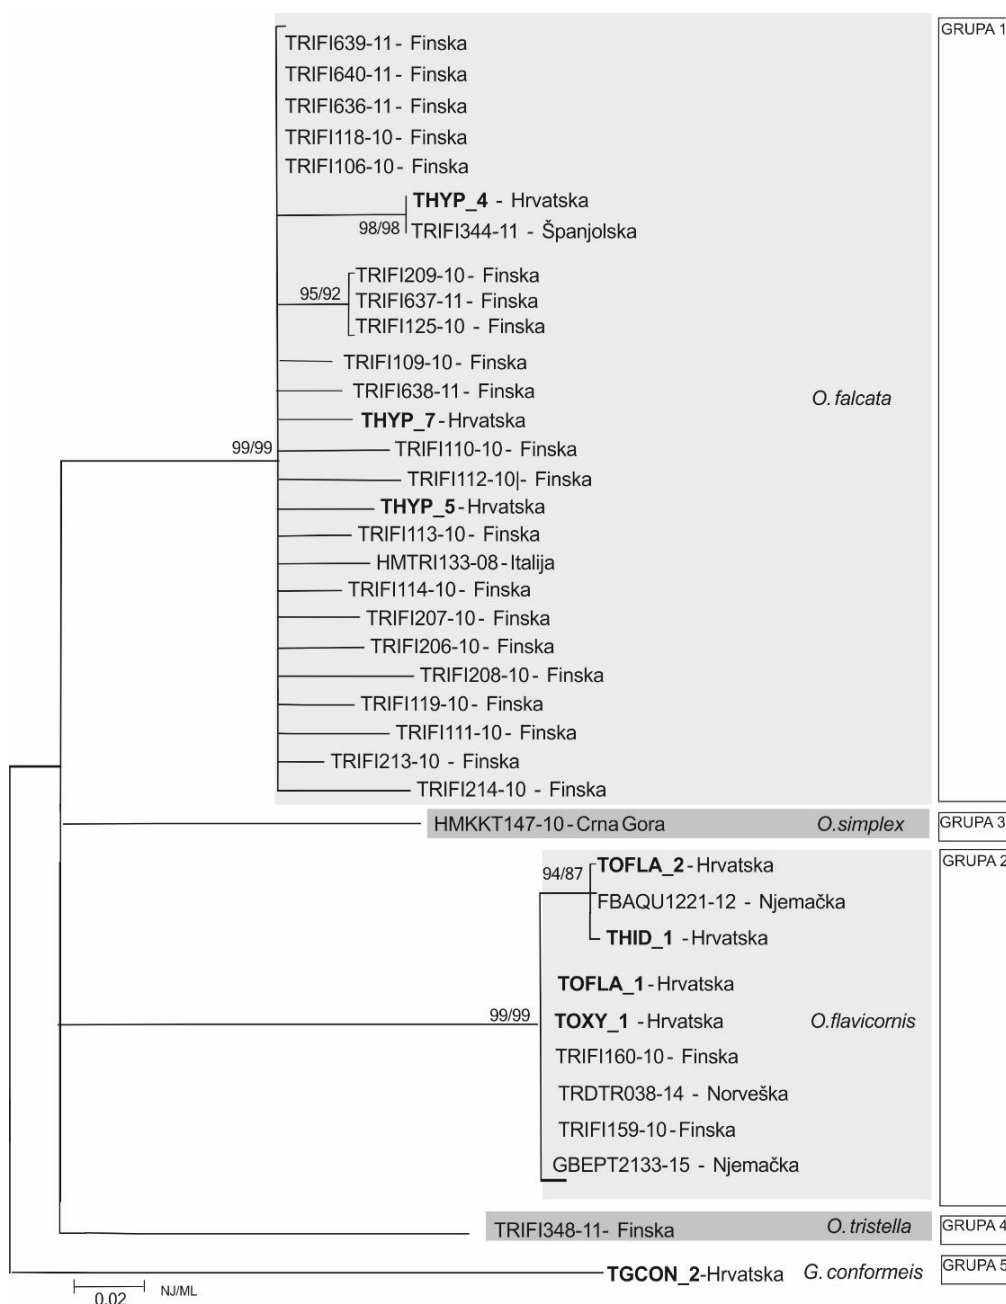 GRUPA 1
TRIFI639-11 - Finska
TRIFI640-11 - Finska
TRIFI636-11 - Finska
TRIFI118-10 - Finska
TRIFI106-10 - Finska
THYP_4 - Hrvatska
98/98
TRIFI344-11 - Španjolska
TRIFI209-10 - Finska
95/92
TRIFI637-11 - Finska
TRIFI125-10 - Finska
TRIFI109-10 - Finska
TRIFI638-11 - Finska
O. falcata
THYP_7 - Hrvatska
99/99
TRIFI110-10 - Finska
TRIFI112-10|- Finska
THYP_5 - Hrvatska
TRIFI113-10 - Finska
HMTRI133-08 - Italija
TRIFI114-10 - Finska
TRIFI207-10 - Finska
TRIFI206-10 - Finska
TRIFI208-10 - Finska
TRIFI119-10 - Finska
TRIFI111-10 - Finska
TRIFI213-10 - Finska
TRIFI214-10 - Finska
HMKKT147-10 - Crna Gora O.simplex GRUPA 3
GRUPA 2
94/87
TOFLA_2 - Hrvatska
FBAQU1221-12 - Njemačka
THID_1 - Hrvatska
TOFLA_1 - Hrvatska
99/99
TOXY_1 - Hrvatska O.flavicornis
TRIFI160-10 - Finska
TRDTR038-14 - Norveška
TRIFI159-10 - Finska
GBEPT2133-15 - Njemačka
TRIFI348-11- Finska O. tristella GRUPA 4
TGCON_2-Hrvatska G. conformeis GRUPA 5
0.02 NJ/ML